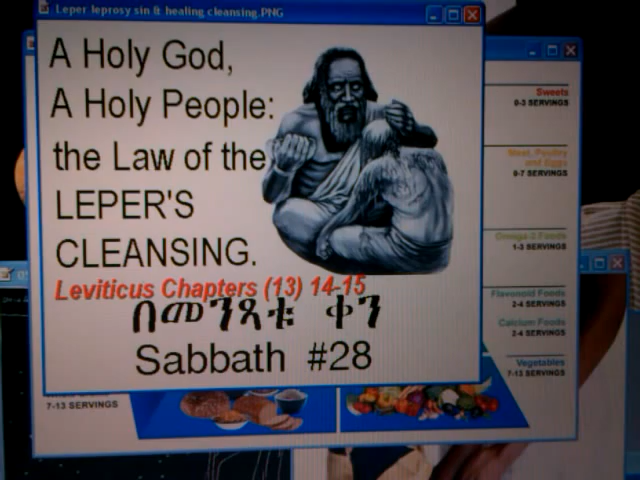 Leper leprosy sin & healing cleansing.PNG
A Holy God,
A Holy People:
the Law of the
LEPER'S
CLEANSING.
Leviticus Chapters (13) 14-15
በመንጻቱ ቀን
Sabbath #28
Sweets
0-3 SERVINGS
Meat, Poultry
and Eggs
0-7 SERVINGS
Omega-3 Foods
1-3 SERVINGS
Flavonoid Foods
2-4 SERVINGS
Calcium Foods
2-4 SERVINGS
Vegetables
7-13 SERVINGS
7-13 SERVINGS